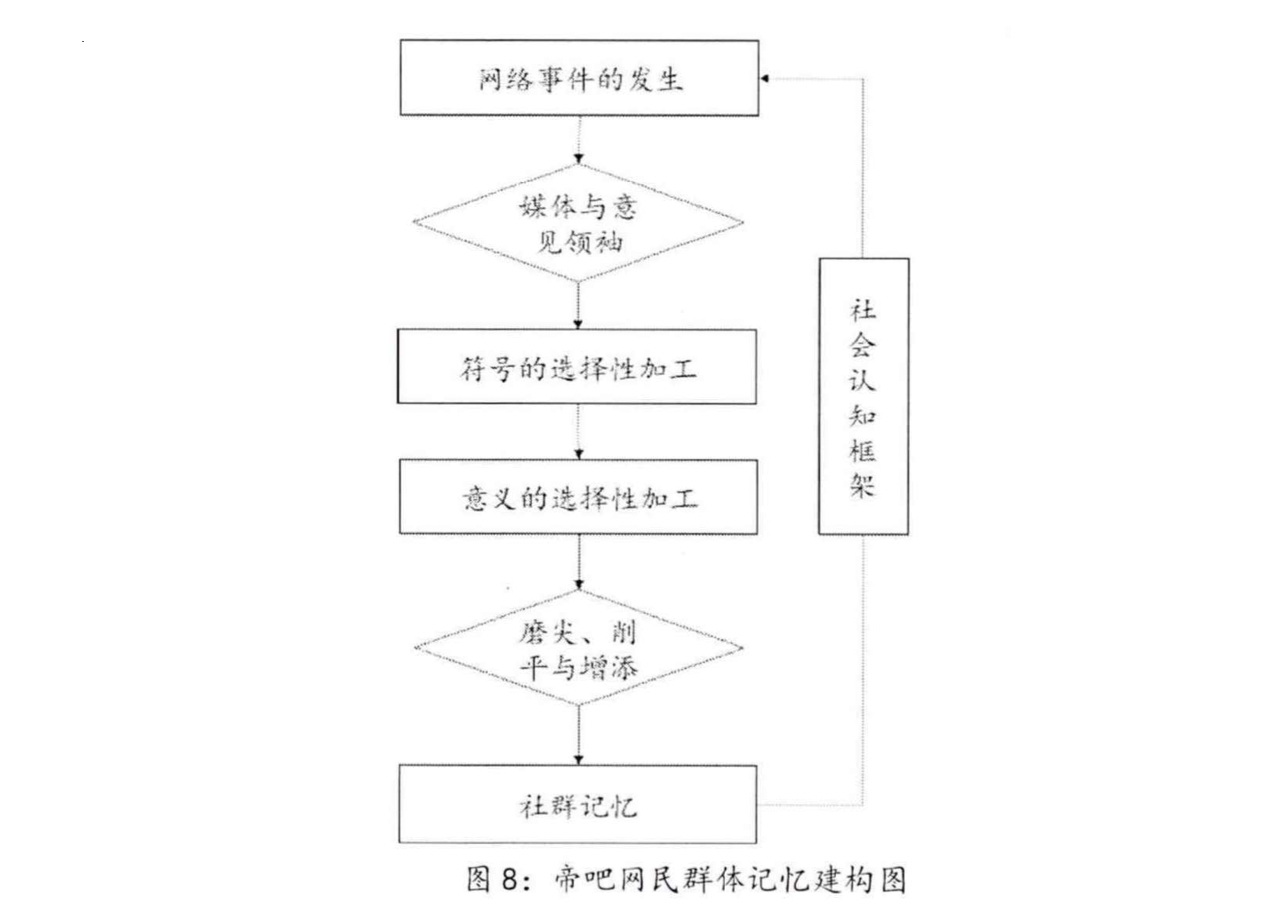 网络事件的发生
媒体与意
见领袖
符号的选择性加工
意义的选择性加工
磨尖、削
平与增添
社群记忆
社会认知框架
图8：帝吧网民群体记忆建构图